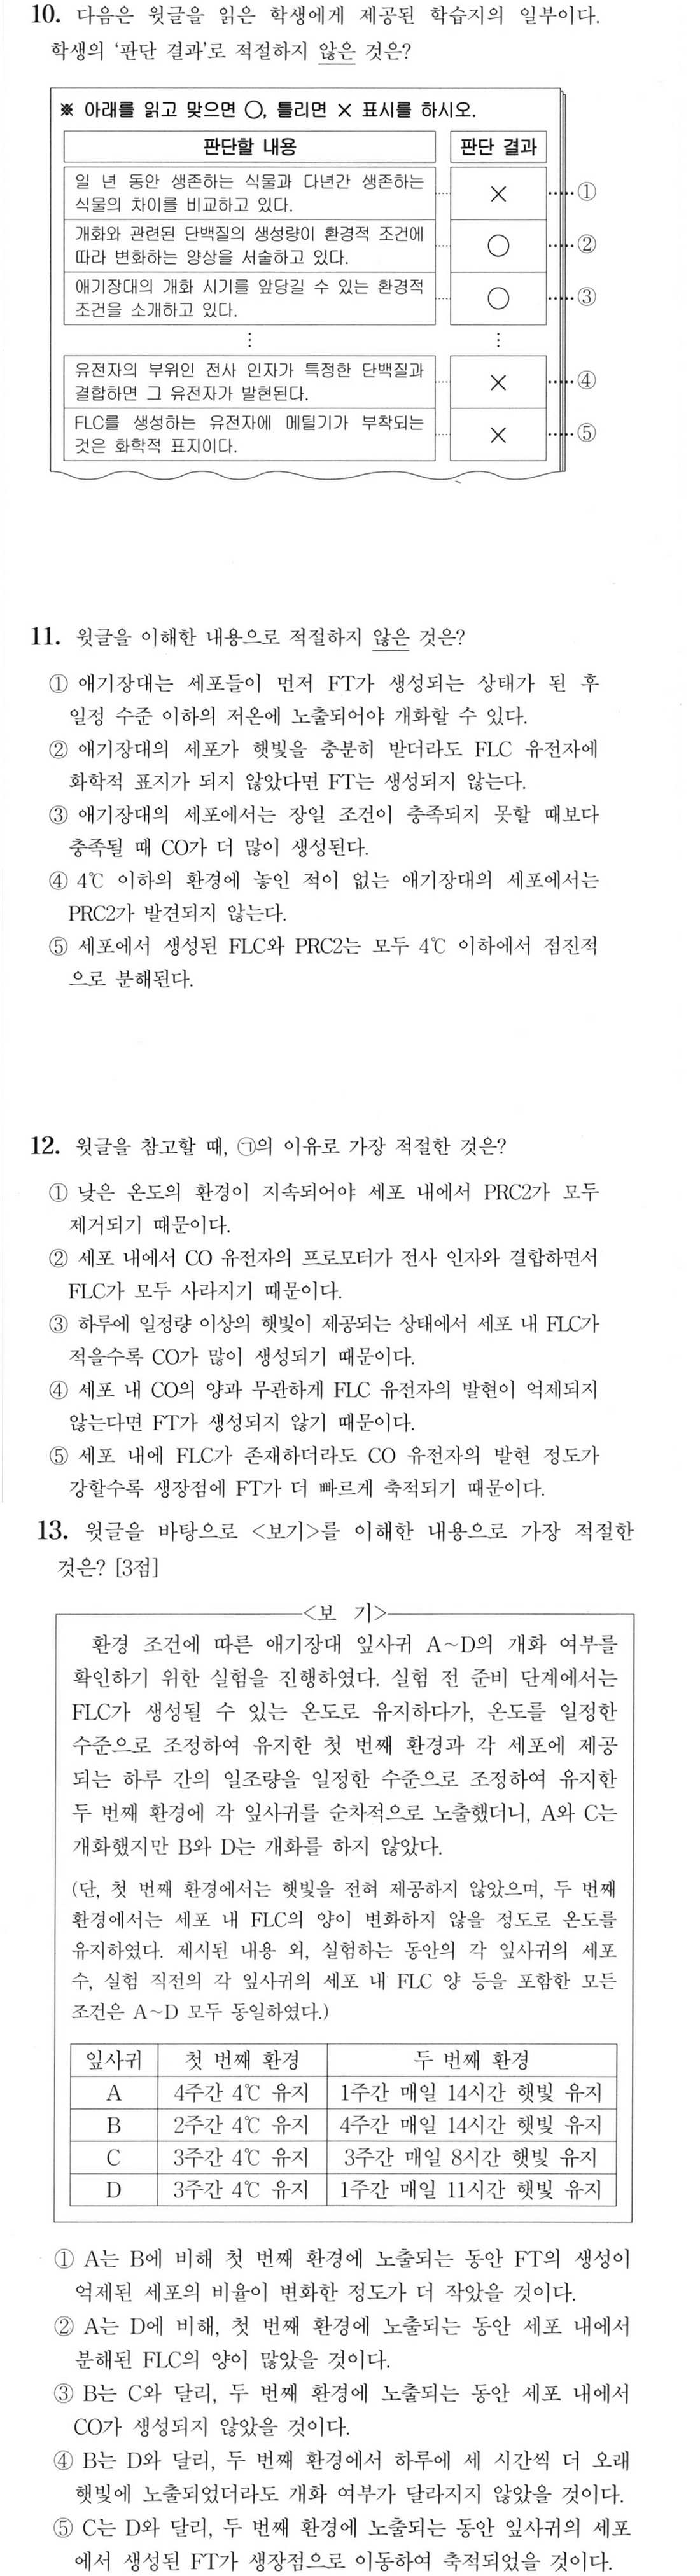 10. 다음은 윗글을 읽은 학생에게 제공된 학습지의 일부이다.
학생의 ‘판단 결과’로 적절하지 않은 것은?
※ 아래를 읽고 맞으면 ○, 틀리면 × 표시를 하시오.
판단할 내용 판단 결과
일 년 동안 생존하는 식물과 다년간 생존하는
식물의 차이를 비교하고 있다. × ①
개화와 관련된 단백질의 생성량이 환경적 조건에
따라 변화하는 양상을 서술하고 있다. ○ ②
애기장대의 개화 시기를 앞당길 수 있는 환경적
조건을 소개하고 있다. ○ ③
⋮ ⋮
유전자의 부위인 전사 인자가 특정한 단백질과
결합하면 그 유전자가 발현된다. × ④
FLC를 생성하는 유전자에 메틸기가 부착되는
것은 화학적 표지이다. × ⑤
11. 윗글을 이해한 내용으로 적절하지 않은 것은?
① 애기장대는 세포들이 먼저 FT가 생성되는 상태가 된 후
일정 수준 이하의 저온에 노출되어야 개화할 수 있다.
② 애기장대의 세포가 햇빛을 충분히 받더라도 FLC 유전자에
화학적 표지가 되지 않았다면 FT는 생성되지 않는다.
③ 애기장대의 세포에서는 장일 조건이 충족되지 못할 때보다
충족될 때 CO가 더 많이 생성된다.
④ 4℃ 이하의 환경에 놓인 적이 없는 애기장대의 세포에서는
PRC2가 발견되지 않는다.
⑤ 세포에서 생성된 FLC와 PRC2는 모두 4℃ 이하에서 점진적
으로 분해된다.
12. 윗글을 참고할 때, ㉠의 이유로 가장 적절한 것은?
① 낮은 온도의 환경이 지속되어야 세포 내에서 PRC2가 모두
제거되기 때문이다.
② 세포 내에서 CO 유전자의 프로모터가 전사 인자와 결합하면서
FLC가 모두 사라지기 때문이다.
③ 하루에 일정량 이상의 햇빛이 제공되는 상태에서 세포 내 FLC가
적을수록 CO가 많이 생성되기 때문이다.
④ 세포 내 CO의 양과 무관하게 FLC 유전자의 발현이 억제되지
않는다면 FT가 생성되지 않기 때문이다.
⑤ 세포 내에 FLC가 존재하더라도 CO 유전자의 발현 정도가
강할수록 생장점에 FT가 더 빠르게 축적되기 때문이다.
13. 윗글을 바탕으로 <보기>를 이해한 내용으로 가장 적절한
것은? [3점]
<보 기>
환경 조건에 따른 애기장대 잎사귀 A~D의 개화 여부를
확인하기 위한 실험을 진행하였다. 실험 전 준비 단계에서는
FLC가 생성될 수 있는 온도로 유지하다가, 온도를 일정한
수준으로 조정하여 유지한 첫 번째 환경과 각 세포에 제공
되는 하루 간의 일조량을 일정한 수준으로 조정하여 유지한
두 번째 환경에 각 잎사귀를 순차적으로 노출했더니, A와 C는
개화했지만 B와 D는 개화를 하지 않았다.
(단, 첫 번째 환경에서는 햇빛을 전혀 제공하지 않았으며, 두 번째
환경에서는 세포 내 FLC의 양이 변화하지 않을 정도로 온도를
유지하였다. 제시된 내용 외, 실험하는 동안의 각 잎사귀의 세포
수, 실험 직전의 각 잎사귀의 세포 내 FLC 양 등을 포함한 모든
조건은 A~D 모두 동일하였다.)
잎사귀 첫 번째 환경 두 번째 환경
A 4주간 4℃ 유지 1주간 매일 14시간 햇빛 유지
B 2주간 4℃ 유지 4주간 매일 14시간 햇빛 유지
C 3주간 4℃ 유지 3주간 매일 8시간 햇빛 유지
D 3주간 4℃ 유지 1주간 매일 11시간 햇빛 유지
① A는 B에 비해 첫 번째 환경에 노출되는 동안 FT의 생성이
억제된 세포의 비율이 변화한 정도가 더 작았을 것이다.
② A는 D에 비해, 첫 번째 환경에 노출되는 동안 세포 내에서
분해된 FLC의 양이 많았을 것이다.
③ B는 C와 달리, 두 번째 환경에 노출되는 동안 세포 내에서
CO가 생성되지 않았을 것이다.
④ B는 D와 달리, 두 번째 환경에서 하루에 세 시간씩 더 오래
햇빛에 노출되었더라도 개화 여부가 달라지지 않았을 것이다.
⑤ C는 D와 달리, 두 번째 환경에 노출되는 동안 잎사귀의 세포
에서 생성된 FT가 생장점으로 이동하여 축적되었을 것이다.